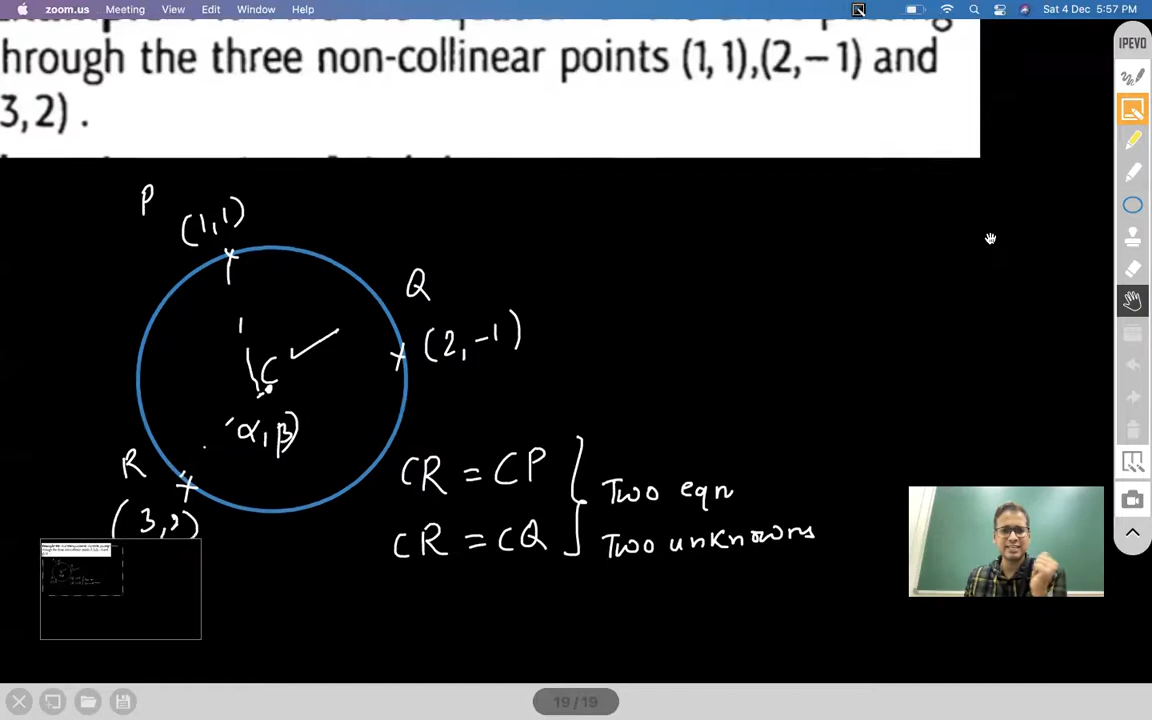 zoom.us Meeting View Edit Window Help Sat 4 Dec 5:57 PM
IPEVO
hrough the three non-collinear points (1, 1),(2,− 1) and
3, 2) .
P
(1,1)
Q
(2,-1)
C
(α,β)
R
(3,2)
CR = CP } Two eqn
CR = CQ Two unknowns
19/19